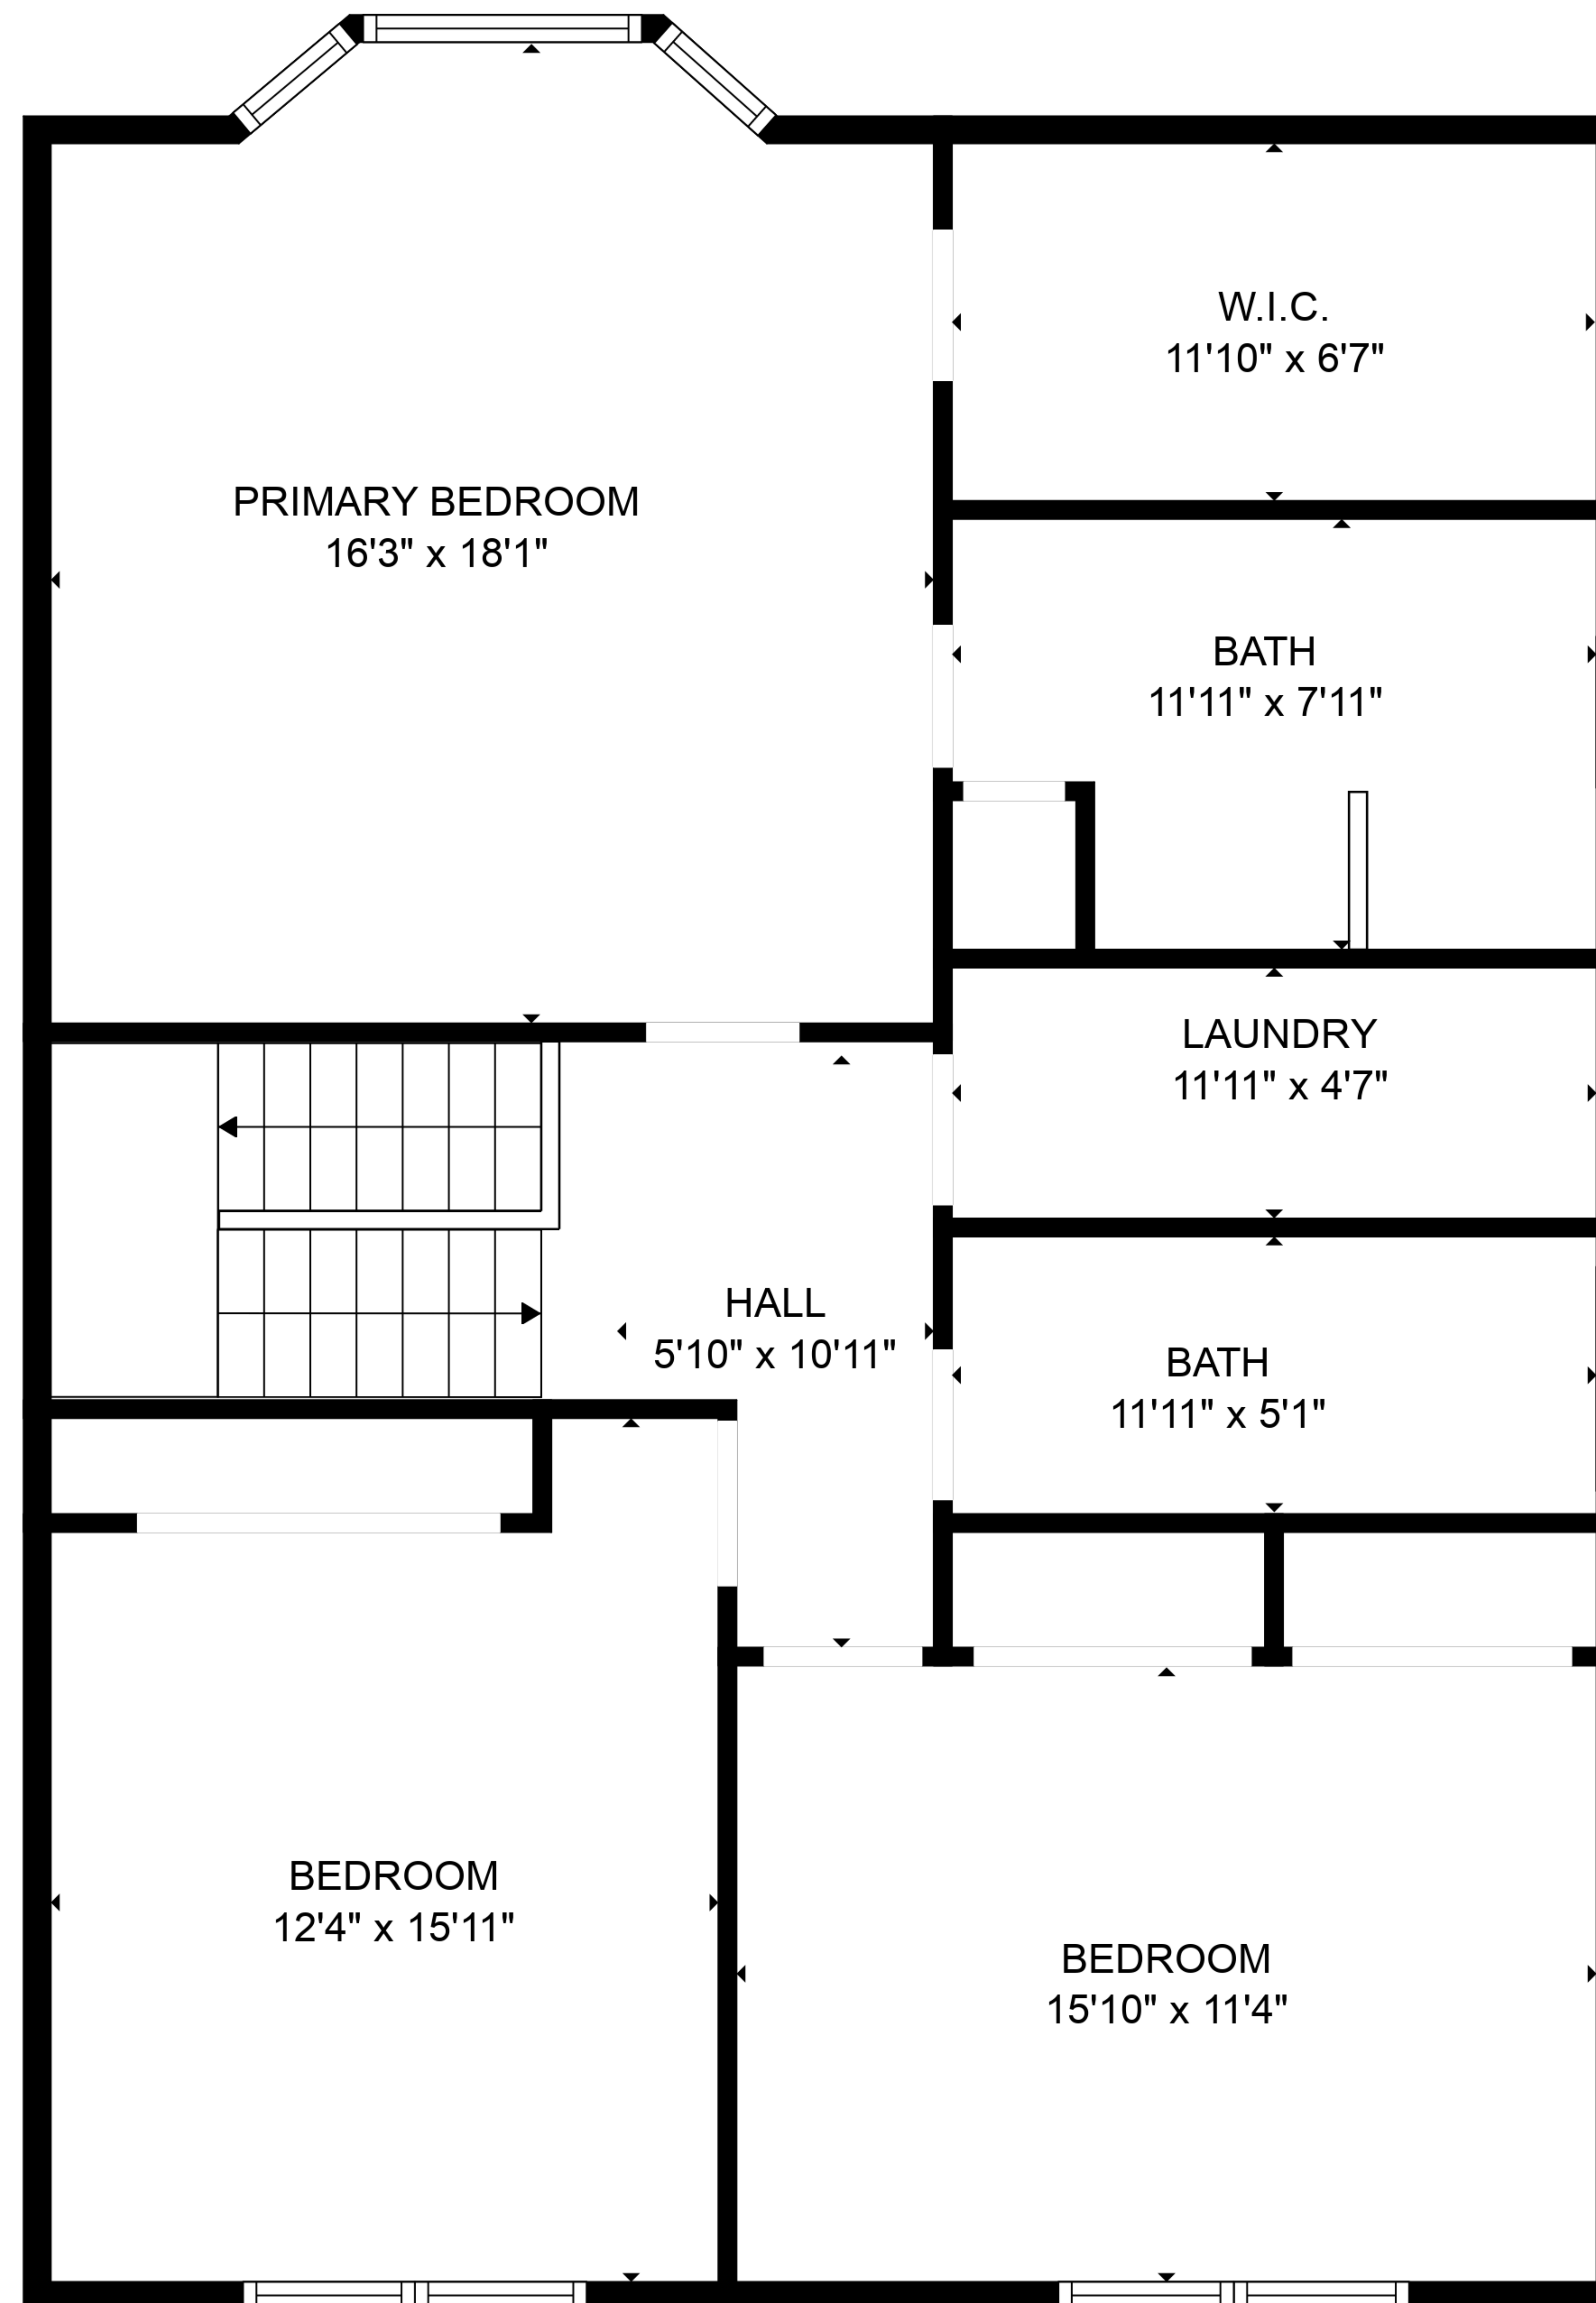 W.I.C.
11'10" x 6'7"
PRIMARY BEDROOM
16'3" x 18'1"
BATH
11'11" x 7'11"
LAUNDRY
11'11" x 4'7"
HALL
5'10" x 10'11"
BATH
11'11" x 5'1"
BEDROOM
12'4" x 15'11"
BEDROOM
15'10" x 11'4"